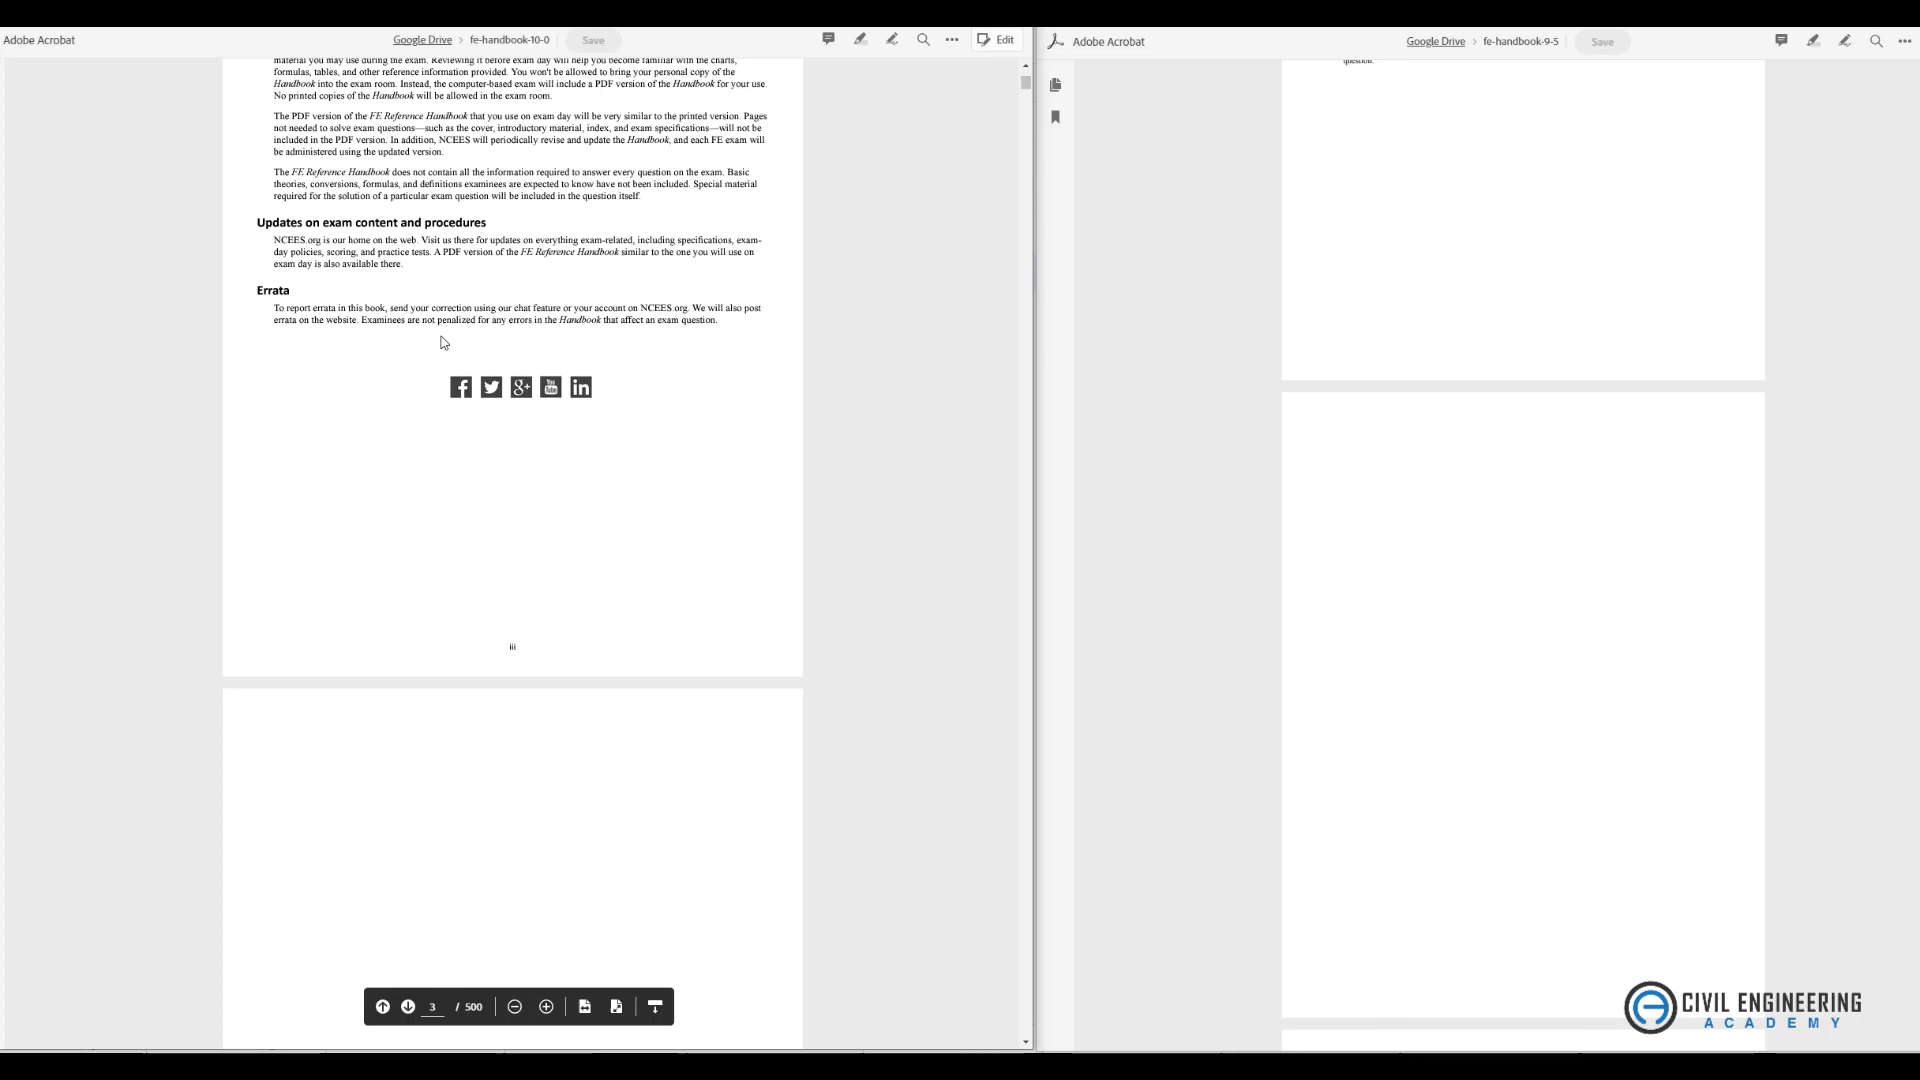 Adobe Acrobat
Google Drive > fe-handbook-10-0
Save
Edit
material you may use during the exam. Reviewing it before exam day will help you become familiar with the charts,
formulas, tables, and other reference information provided. You won't be allowed to bring your personal copy of the
Handbook into the exam room. Instead, the computer-based exam will include a PDF version of the Handbook for your use.
No printed copies of the Handbook will be allowed in the exam room.
The PDF version of the FE Reference Handbook that you use on exam day will be very similar to the printed version. Pages
not needed to solve exam questions—such as the cover, introductory material, index, and exam specifications—will not be
included in the PDF version. In addition, NCEES will periodically revise and update the Handbook, and each FE exam will
be administered using the updated version.
The FE Reference Handbook does not contain all the information required to answer every question on the exam. Basic
theories, conversions, formulas, and definitions examinees are expected to know have not been included. Special material
required for the solution of a particular exam question will be included in the question itself.
Updates on exam content and procedures
NCEES.org is our home on the web. Visit us there for updates on everything exam-related, including specifications, exam-
day policies, scoring, and practice tests. A PDF version of the FE Reference Handbook similar to the one you will use on
exam day is also available there.
Errata
To report errata in this book, send your correction using our chat feature or your account on NCEES.org. We will also post
errata on the website. Examinees are not penalized for any errors in the Handbook that affect an exam question.
f g+ You Tube in
iii
3 / 500
Adobe Acrobat
Google Drive > fe-handbook-9-5
Save
question.
CIVIL ENGINEERING
ACADEMY